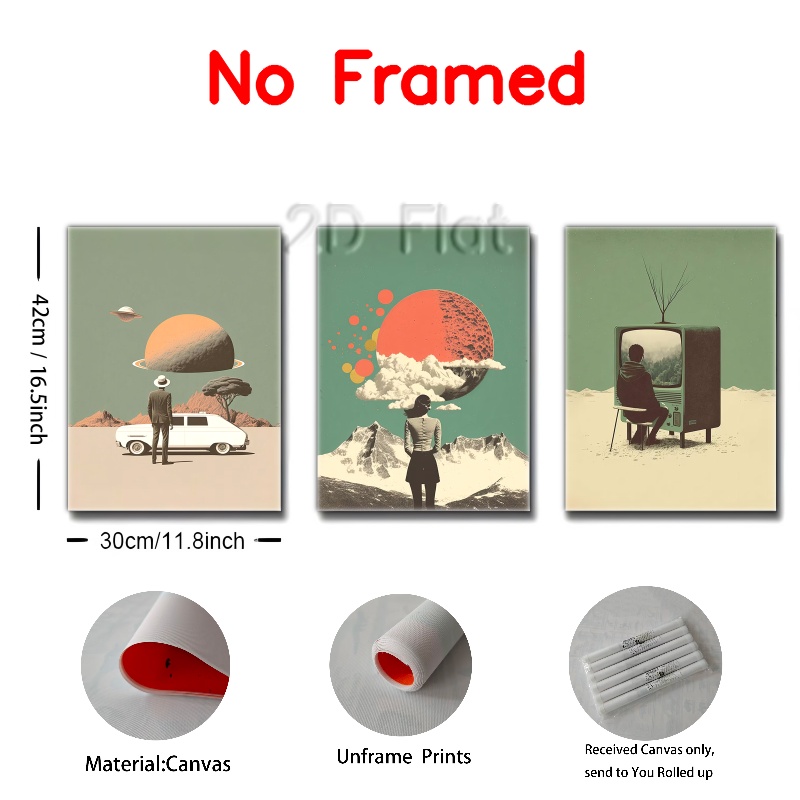 No Framed
2.D Flat
42cm / 16.5inch
30cm/11.8inch
Material:Canvas
Unframe Prints
Received Canvas only,
send to You Rolled up